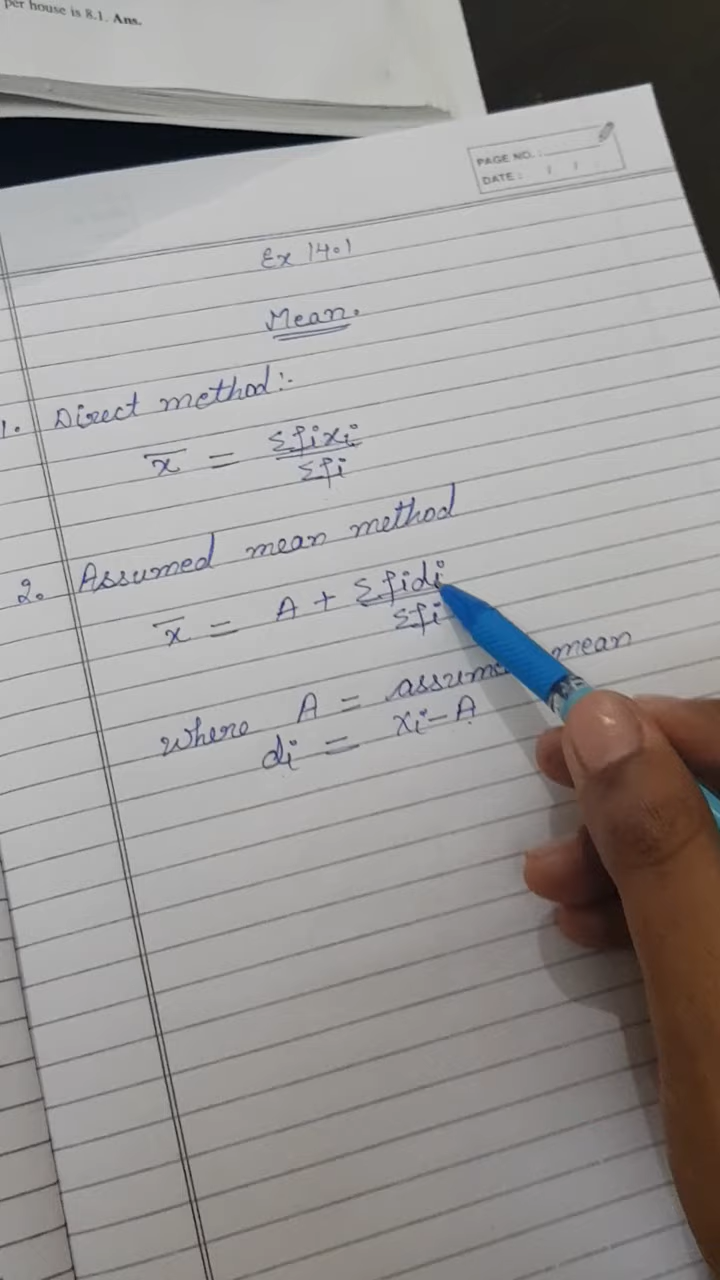 per house is 8.1. Ans.
PAGE NO. :
DATE : / /
Ex 14.1
Mean.
1. Direct method:-
x̄ = Σfixi / Σfi
2. Assumed mean method
x̄ = A + Σfidi / Σfi
where A = assumed mean
di = xi - A